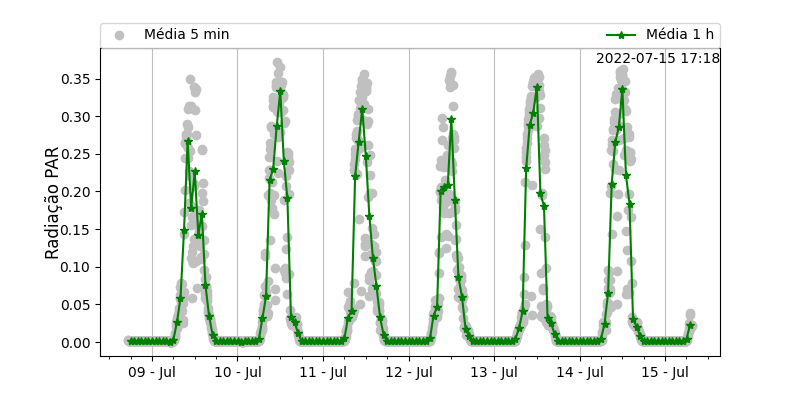 Média 5 min
Média 1 h
2022-07-15 17:18
Radiação PAR
0.35
0.30
0.25
0.20
0.15
0.10
0.05
0.00
09 - Jul
10 - Jul
11 - Jul
12 - Jul
13 - Jul
14 - Jul
15 - Jul